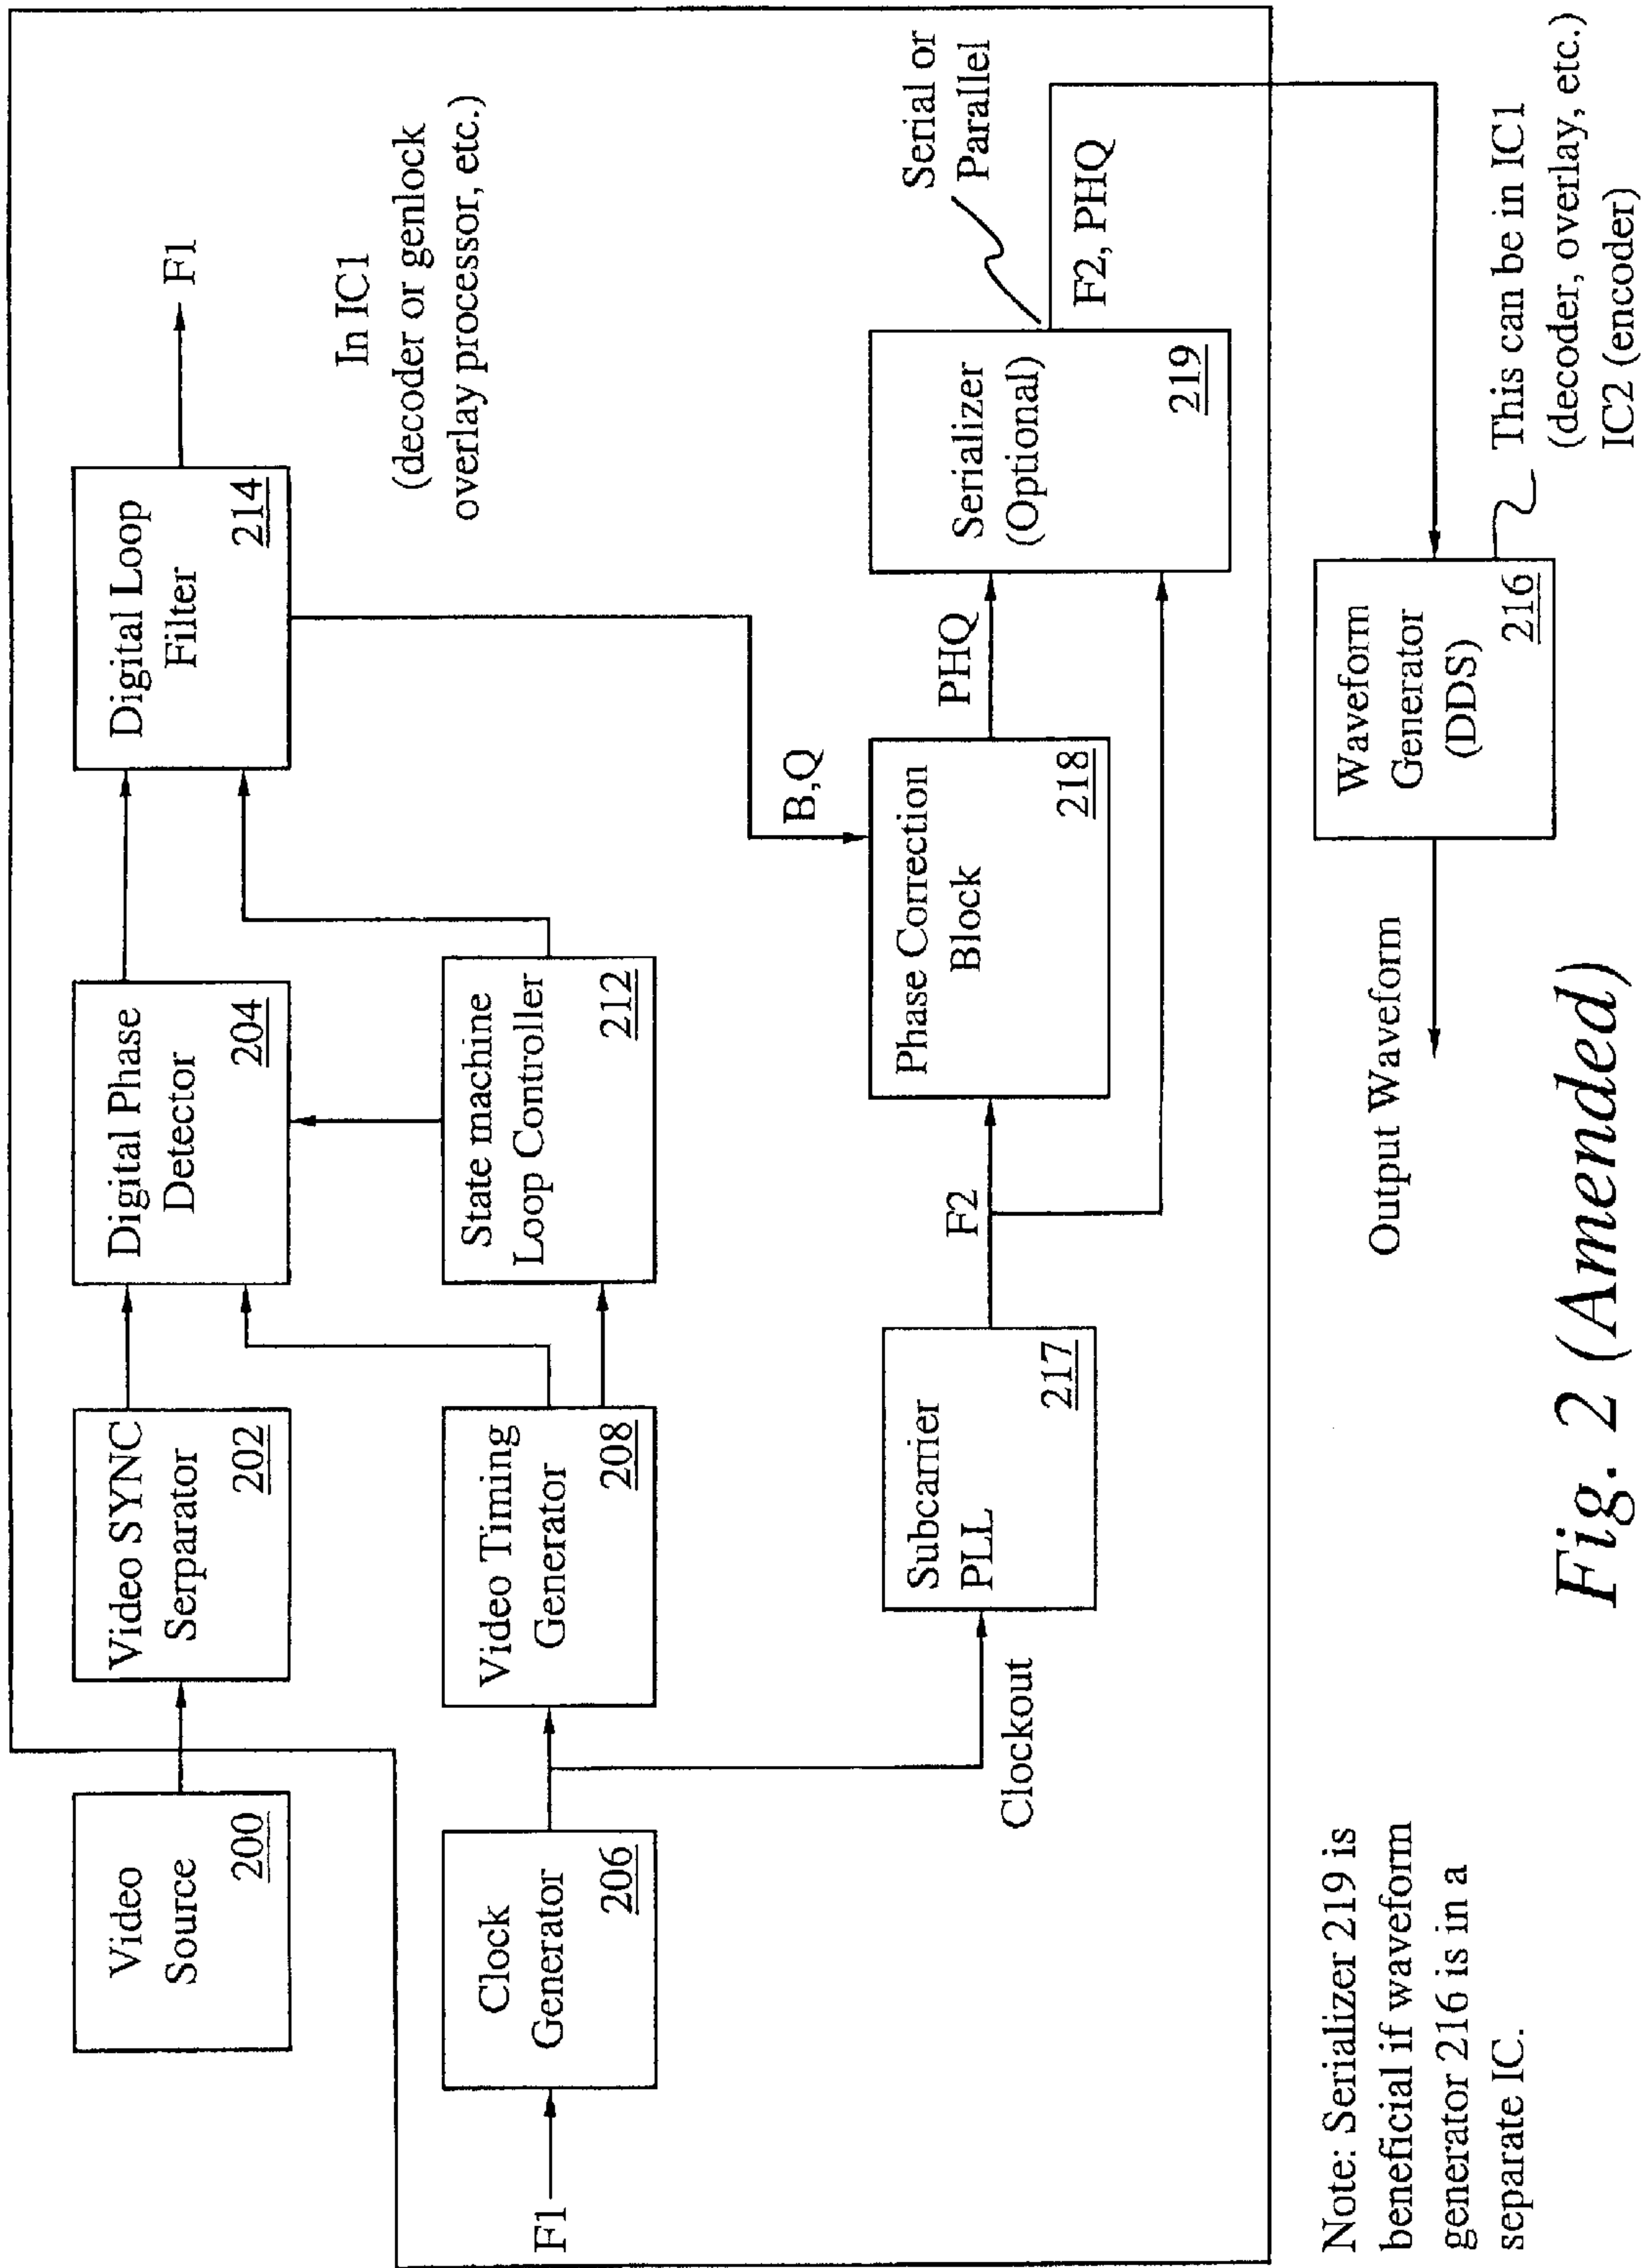 Video
Source
200
Video SYNC
Serparator
202
Digital Phase
Detector
204
Digital Loop
Filter
214
F1
In IC1
(decoder or genlock
overlay processor, etc.)
F1
Clock
Generator
206
Video Timing
Generator
208
State machine
Loop Controller
212
B,Q
Clockout
Subcarrier
PLL
217
F2
Phase Correction
Block
218
PHQ
Serializer
(Optional)
219
Serial or
Parallel
F2, PHQ
Note: Serializer 219 is
beneficial if waveform
generator 216 is in a
separate IC.
Output Waveform
Waveform
Generator
(DDS)
216
This can be in IC1
(decoder, overlay, etc.)
IC2 (encoder)
Fig. 2 (Amended)